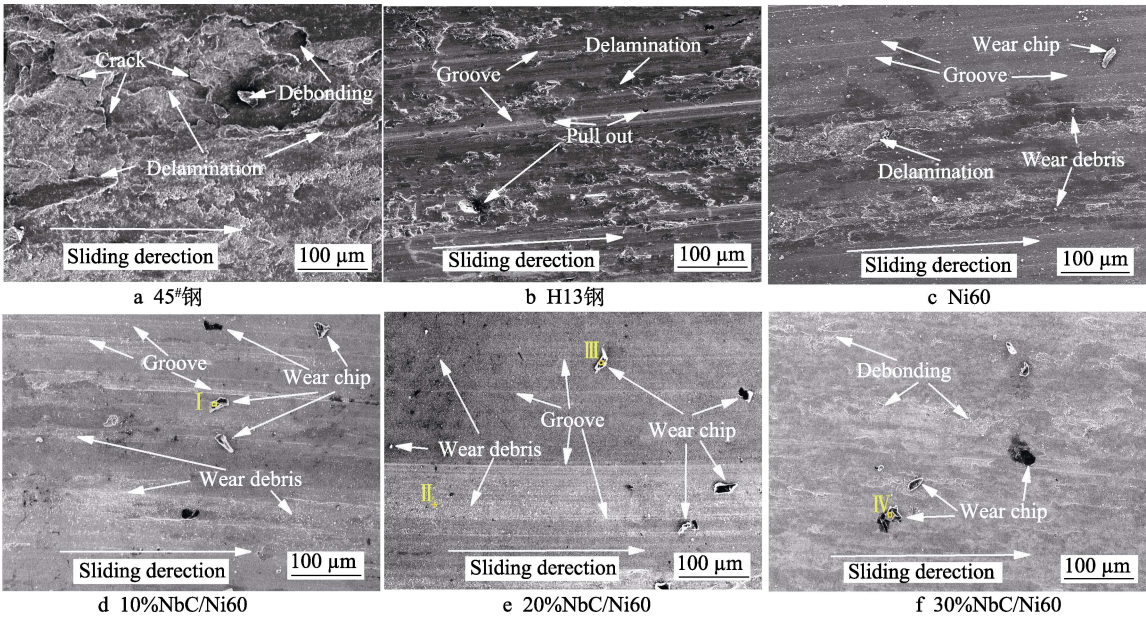 Crack
Debonding
Delamination
Sliding derection
100 µm
a 45#钢
Delamination
Groove
Pull out
Sliding derection
100 µm
b H13钢
Wear chip
Groove
Wear debris
Delamination
Sliding derection
100 µm
c Ni60
Groove
Wear chip
I
Wear debris
Sliding derection
100 µm
d 10%NbC/Ni60
III
Groove
Wear chip
Wear debris
II
Sliding derection
100 µm
e 20%NbC/Ni60
Debonding
IV
Wear chip
Sliding derection
100 µm
f 30%NbC/Ni60